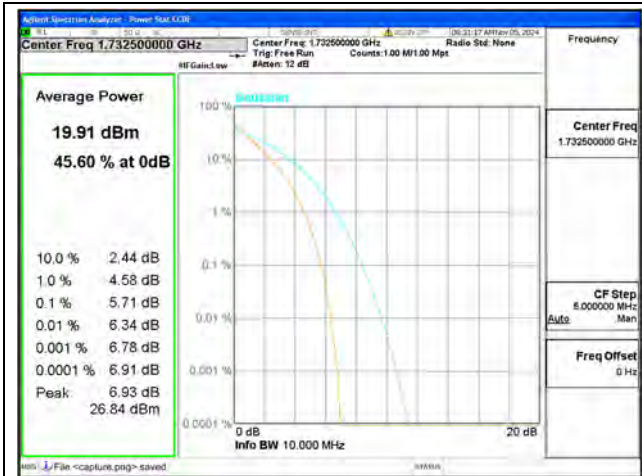 Agilent Spectrum Analyzer - Power Stat CCDF
Center Freq 1.732500000 GHz
Center Freq: 1.732500000 GHz
Radio Std: None
Trig: Free Run
Counts:1.00 M/1.00 Mpt
#IFGain:Low
#Atten: 12 dB
Frequency
Average Power
19.91 dBm
45.60 % at 0dB
10.0 % 2.44 dB
1.0 % 4.58 dB
0.1 % 5.71 dB
0.01 % 6.34 dB
0.001 % 6.78 dB
0.0001 % 6.91 dB
Peak 6.93 dB
26.84 dBm
Gaussian
100 %
10 %
1 %
0.1 %
0.01 %
0.001 %
0.0001 %
0 dB
20 dB
Info BW 10.000 MHz
Center Freq
1.732500000 GHz
CF Step
5.000000 MHz
Auto Man
Freq Offset
0 Hz
MSG File <capture.png> saved
STATUS